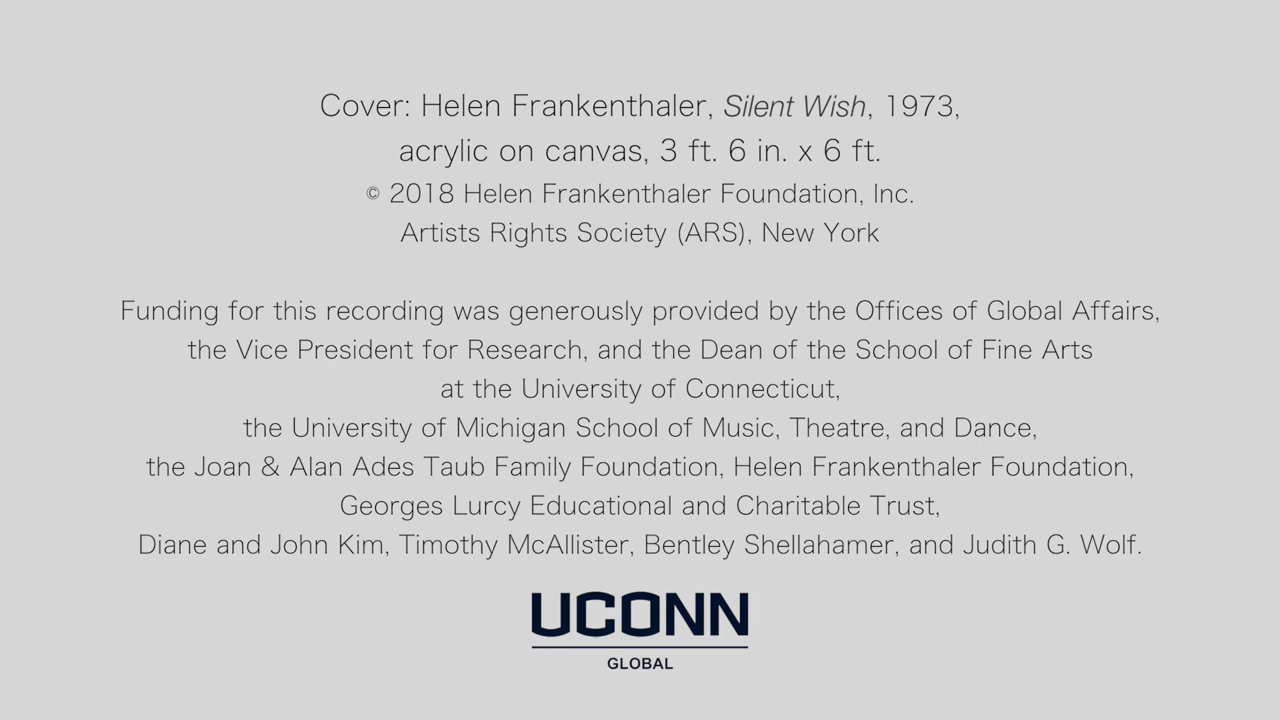 Cover: Helen Frankenthaler, Silent Wish, 1973,
acrylic on canvas, 3 ft. 6 in. x 6 ft.
© 2018 Helen Frankenthaler Foundation, Inc.
Artists Rights Society (ARS), New York
Funding for this recording was generously provided by the Offices of Global Affairs,
the Vice President for Research, and the Dean of the School of Fine Arts
at the University of Connecticut,
the University of Michigan School of Music, Theatre, and Dance,
the Joan & Alan Ades Taub Family Foundation, Helen Frankenthaler Foundation,
Georges Lurcy Educational and Charitable Trust,
Diane and John Kim, Timothy McAllister, Bentley Shellahamer, and Judith G. Wolf.
UCONN
GLOBAL